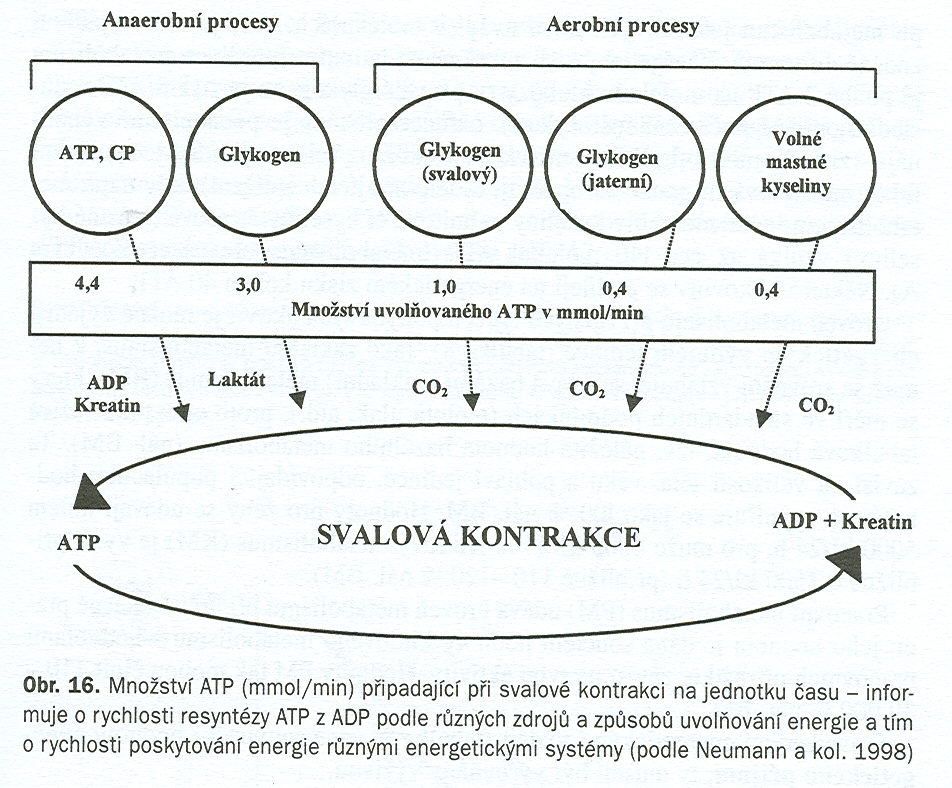 Anaerobní procesy
Aerobní procesy
ATP, CP
Glykogen
Glykogen
(svalový)
Glykogen
(jaterní)
Volné
mastné
kyseliny
4,4 3,0 1,0 0,4 0,4
Množství uvolňovaného ATP v mmol/min
ADP
Kreatin
Laktát
CO₂
CO₂
CO₂
ATP
SVALOVÁ KONTRAKCE
ADP + Kreatin
Obr. 16. Množství ATP (mmol/min) připadající při svalové kontrakci na jednotku času – infor-
muje o rychlosti resyntézy ATP z ADP podle různých zdrojů a způsobů uvolňování energie a tím
o rychlosti poskytování energie různými energetickými systémy (podle Neumann a kol. 1998)